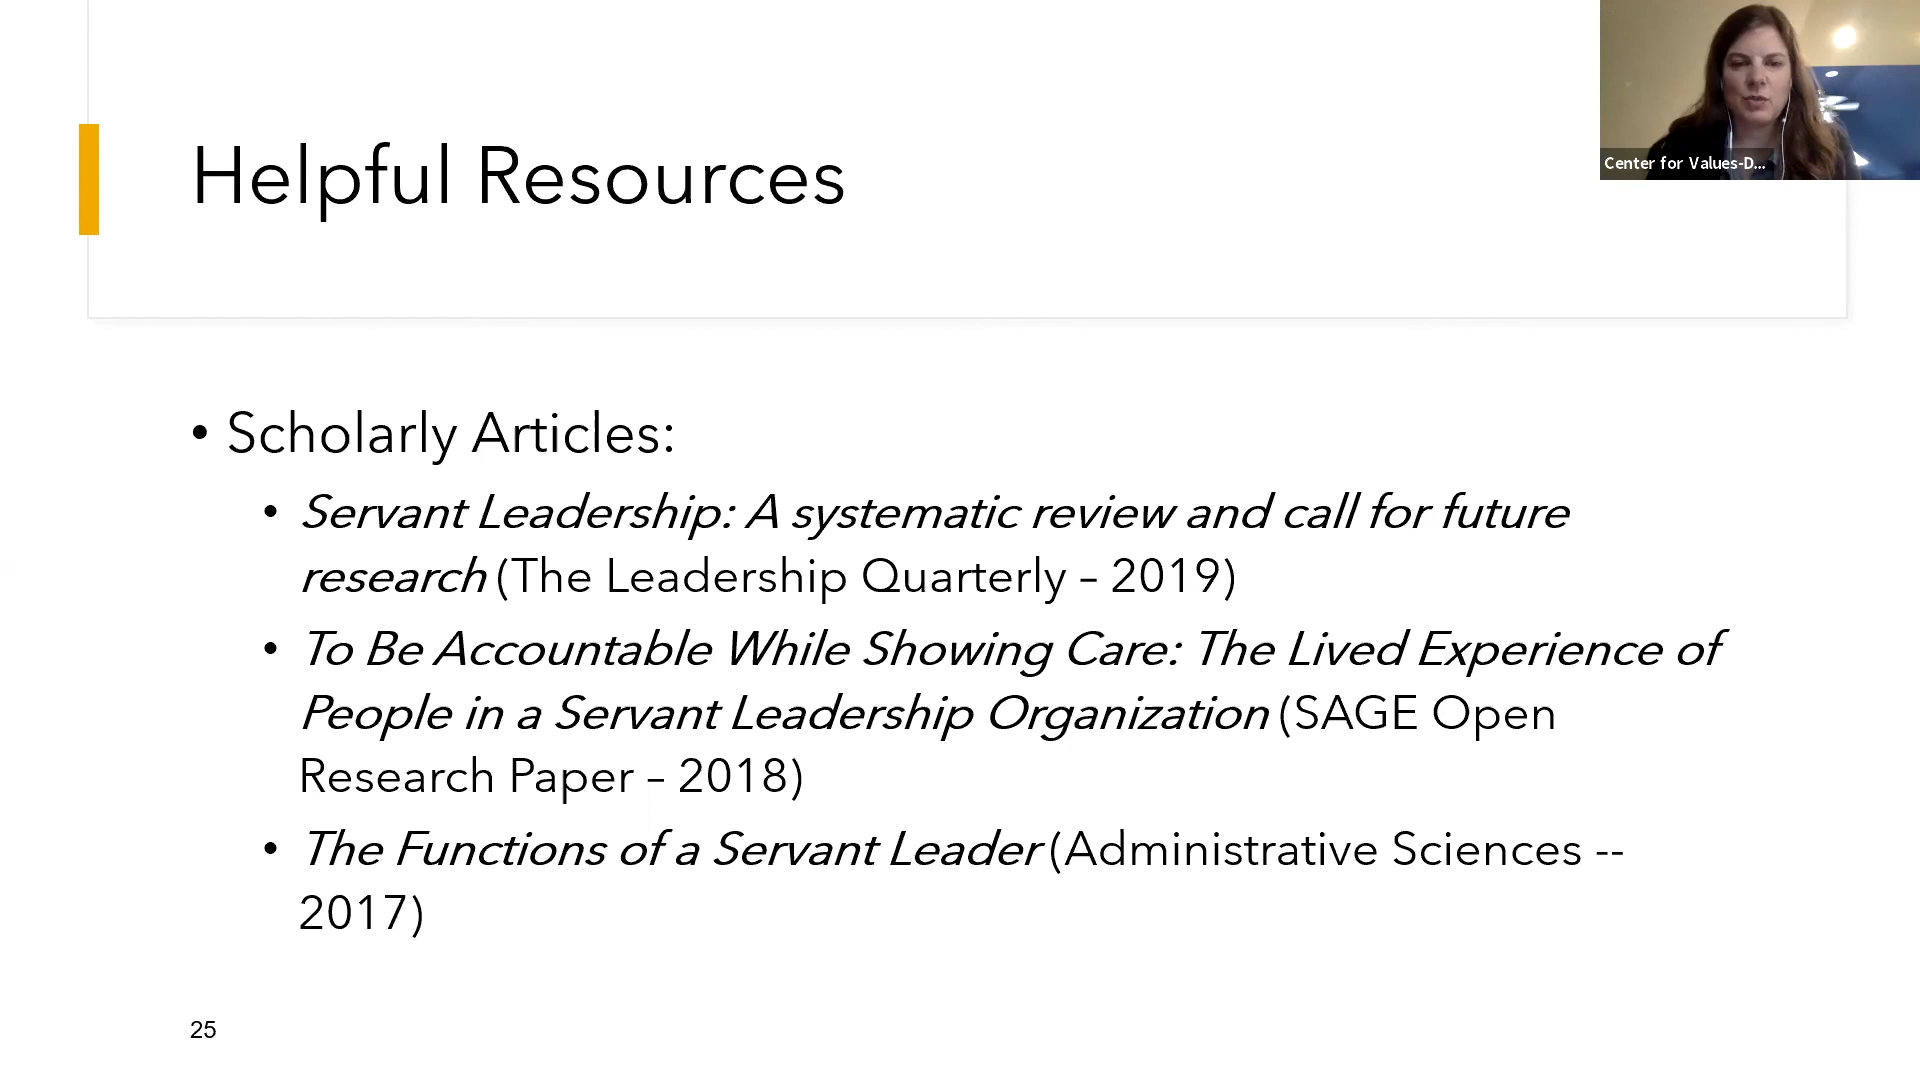 Helpful Resources
Center for Values-D...
• Scholarly Articles:
• Servant Leadership: A systematic review and call for future
research (The Leadership Quarterly – 2019)
• To Be Accountable While Showing Care: The Lived Experience of
People in a Servant Leadership Organization (SAGE Open
Research Paper – 2018)
• The Functions of a Servant Leader (Administrative Sciences --
2017)
25